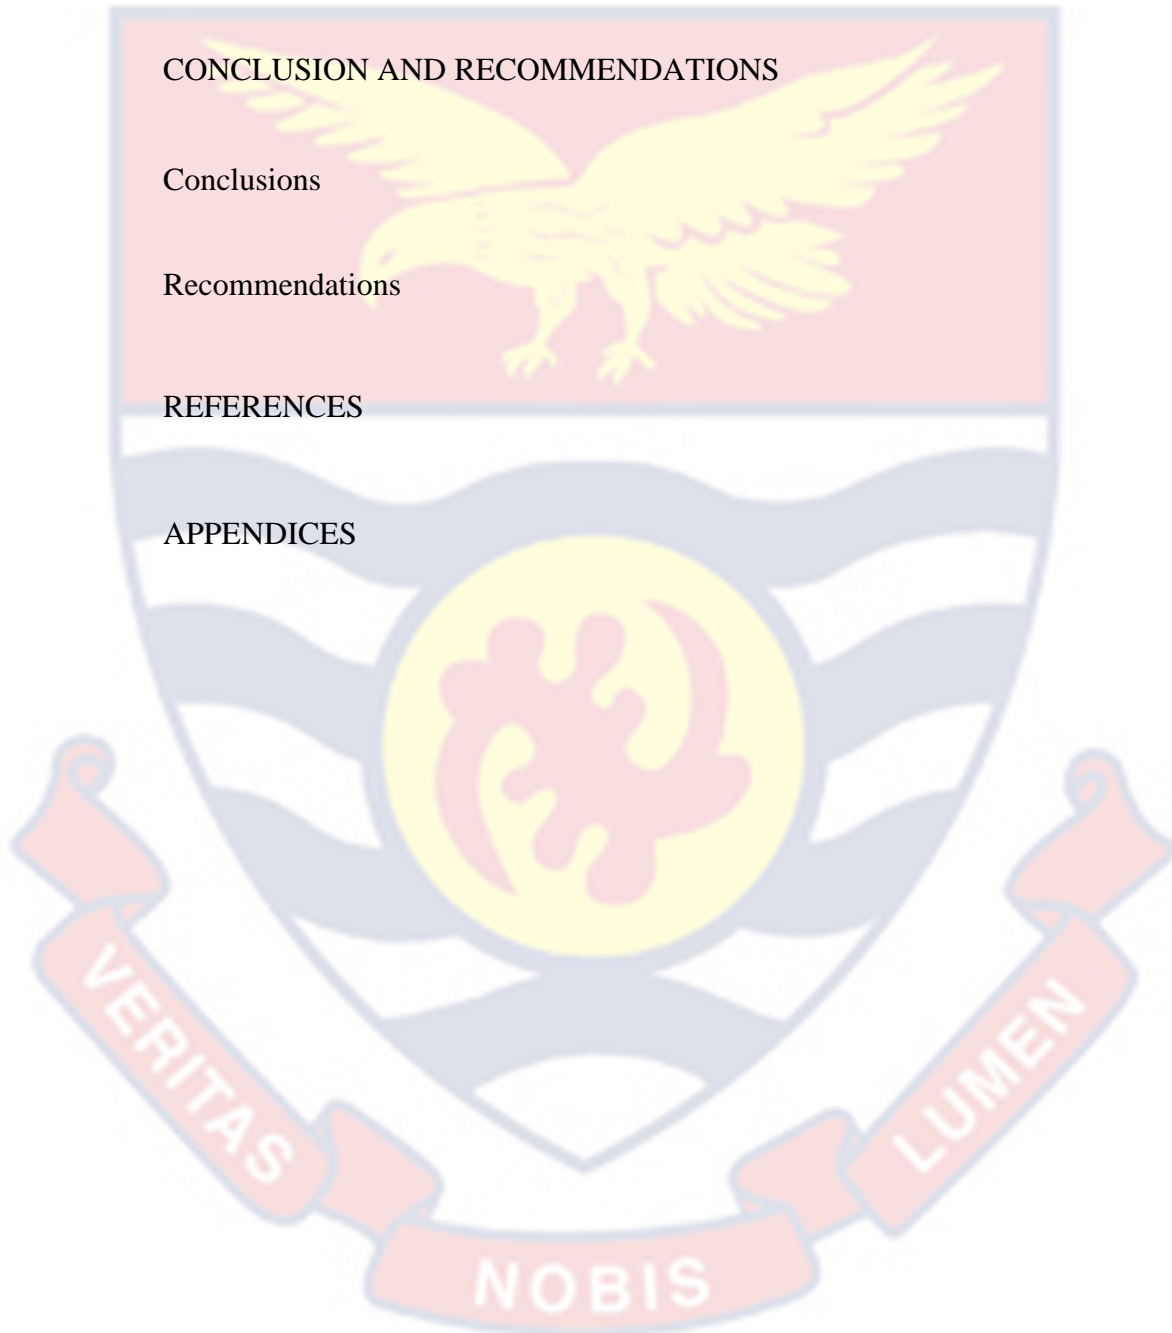 CONCLUSION AND RECOMMENDATIONS
Conclusions
Recommendations
REFERENCES
APPENDICES
VERITAS
NOBIS
LUMEN